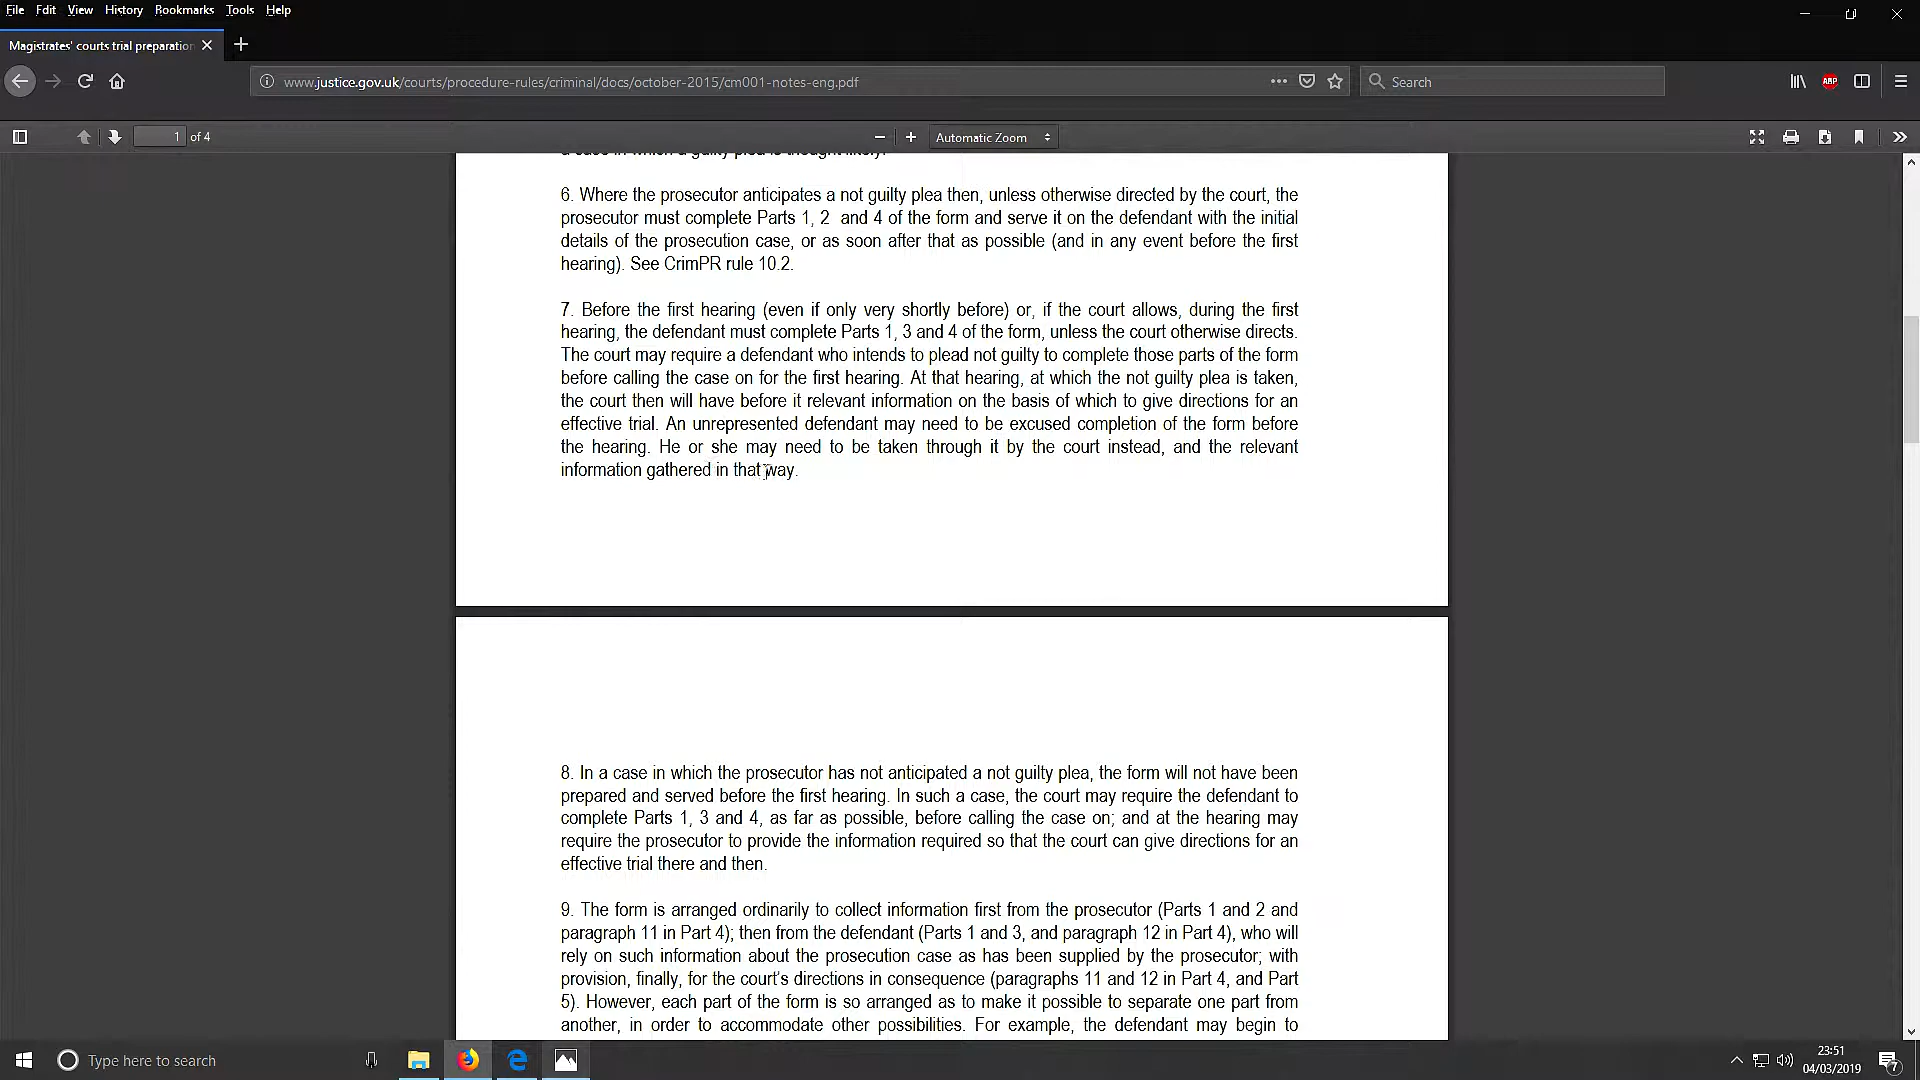 File Edit View History Bookmarks Tools Help
Magistrates' courts trial preparation
www.justice.gov.uk/courts/procedure-rules/criminal/docs/october-2015/cm001-notes-eng.pdf
Search
ABP
1 of 4
Automatic Zoom
a case in which a guilty plea is thought likely.
6. Where the prosecutor anticipates a not guilty plea then, unless otherwise directed by the court, the
prosecutor must complete Parts 1, 2 and 4 of the form and serve it on the defendant with the initial
details of the prosecution case, or as soon after that as possible (and in any event before the first
hearing). See CrimPR rule 10.2.
7. Before the first hearing (even if only very shortly before) or, if the court allows, during the first
hearing, the defendant must complete Parts 1, 3 and 4 of the form, unless the court otherwise directs.
The court may require a defendant who intends to plead not guilty to complete those parts of the form
before calling the case on for the first hearing. At that hearing, at which the not guilty plea is taken,
the court then will have before it relevant information on the basis of which to give directions for an
effective trial. An unrepresented defendant may need to be excused completion of the form before
the hearing. He or she may need to be taken through it by the court instead, and the relevant
information gathered in that way.
8. In a case in which the prosecutor has not anticipated a not guilty plea, the form will not have been
prepared and served before the first hearing. In such a case, the court may require the defendant to
complete Parts 1, 3 and 4, as far as possible, before calling the case on; and at the hearing may
require the prosecutor to provide the information required so that the court can give directions for an
effective trial there and then.
9. The form is arranged ordinarily to collect information first from the prosecutor (Parts 1 and 2 and
paragraph 11 in Part 4); then from the defendant (Parts 1 and 3, and paragraph 12 in Part 4), who will
rely on such information about the prosecution case as has been supplied by the prosecutor; with
provision, finally, for the court's directions in consequence (paragraphs 11 and 12 in Part 4, and Part
5). However, each part of the form is so arranged as to make it possible to separate one part from
another, in order to accommodate other possibilities. For example, the defendant may begin to
Type here to search
23:51
04/03/2019
7